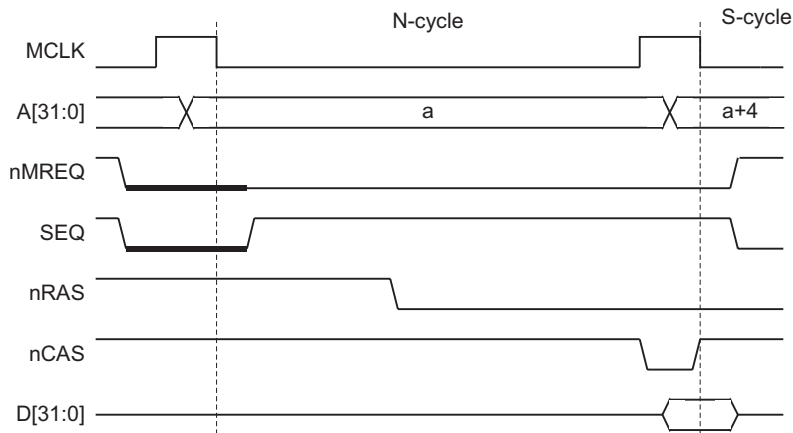 N-cycle
S-cycle
MCLK
A[31:0]
a
a+4
nMREQ
SEQ
nRAS
nCAS
D[31:0]